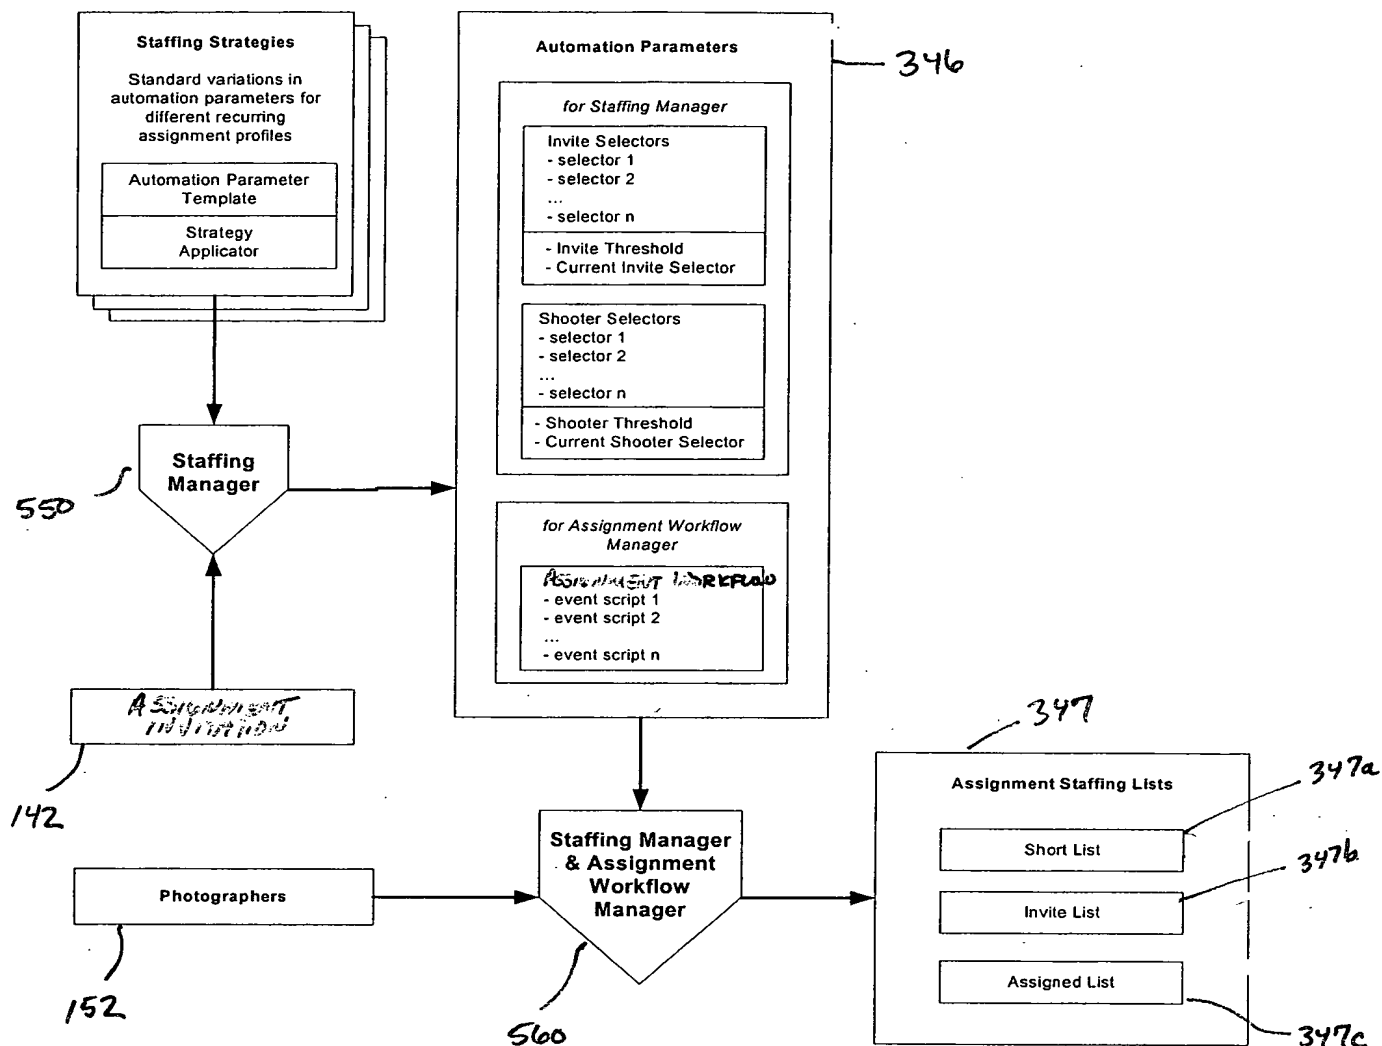 Staffing Strategies
Standard variations in
automation parameters for
different recurring
assignment profiles
Automation Parameter
Template
Strategy
Applicator
Automation Parameters
346
for Staffing Manager
Invite Selectors
- selector 1
- selector 2
...
- selector n
- Invite Threshold
- Current Invite Selector
Shooter Selectors
- selector 1
- selector 2
...
- selector n
- Shooter Threshold
- Current Shooter Selector
Staffing
Manager
550
for Assignment Workflow
Manager
ASSIGNMENT WORKFLOW
- event script 1
- event script 2
...
- event script n
ASSIGNMENT
INVITATION
142
347
Assignment Staffing Lists
347a
Short List
347b
Invite List
Assigned List
347c
Staffing Manager
& Assignment
Workflow
Manager
560
Photographers
152